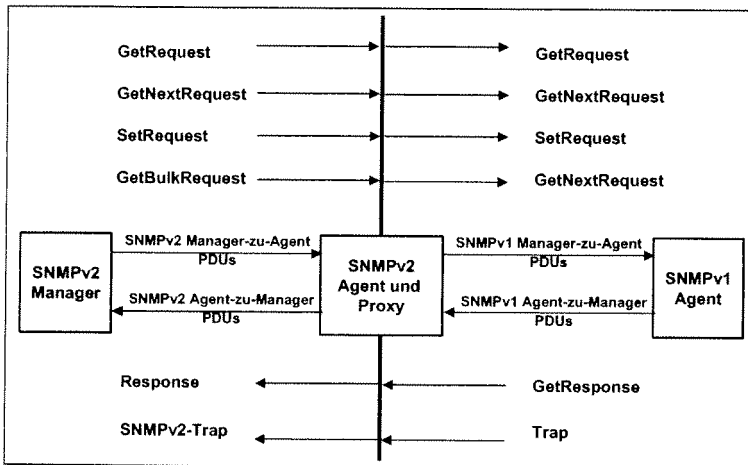 GetRequest
GetRequest
GetNextRequest
GetNextRequest
SetRequest
SetRequest
GetBulkRequest
GetNextRequest
SNMPv2
Manager
SNMPv2 Manager-zu-Agent
PDUs
SNMPv2 Agent-zu-Manager
PDUs
SNMPv2
Agent und
Proxy
SNMPv1 Manager-zu-Agent
PDUs
SNMPv1 Agent-zu-Manager
PDUs
SNMPv1
Agent
Response
GetResponse
SNMPv2-Trap
Trap